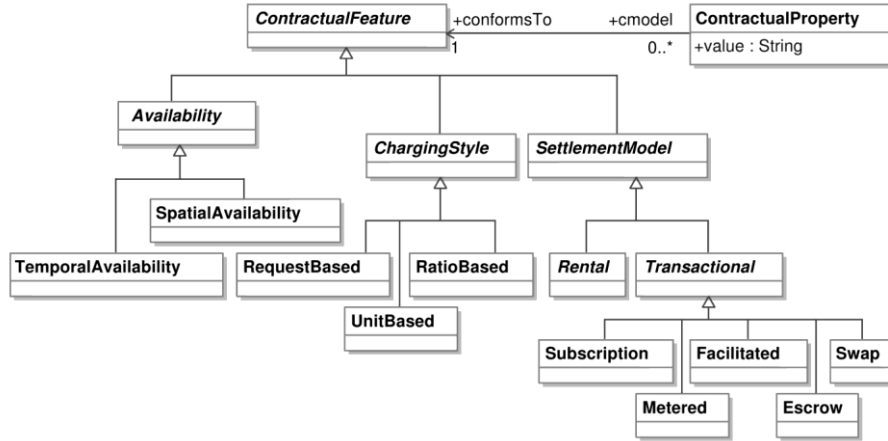 ContractualFeature
+conformsTo
+cmodel
ContractualProperty
1
0..*
+value : String
Availability
ChargingStyle
SettlementModel
SpatialAvailability
TemporalAvailability
RequestBased
RatioBased
Rental
Transactional
UnitBased
Subscription
Facilitated
Swap
Metered
Escrow